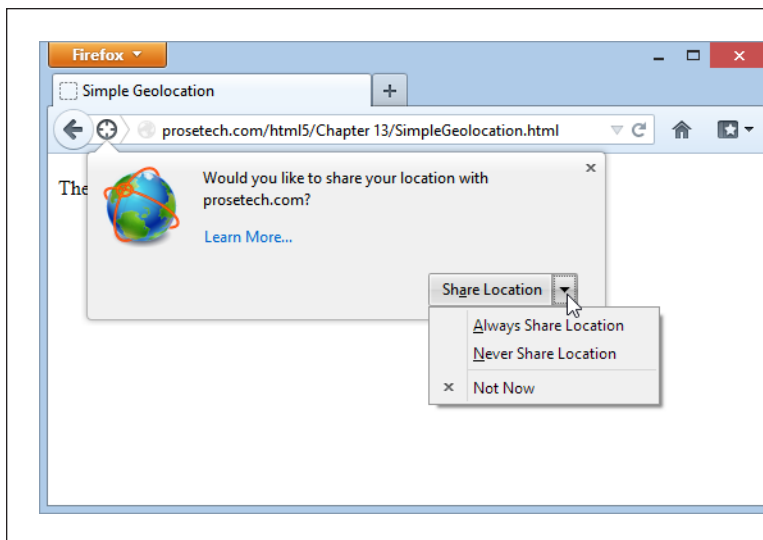 Firefox
Simple Geolocation
prosetech.com/html5/Chapter 13/SimpleGeolocation.html
The
Would you like to share your location with
prosetech.com?
Learn More...
Share Location
Always Share Location
Never Share Location
Not Now